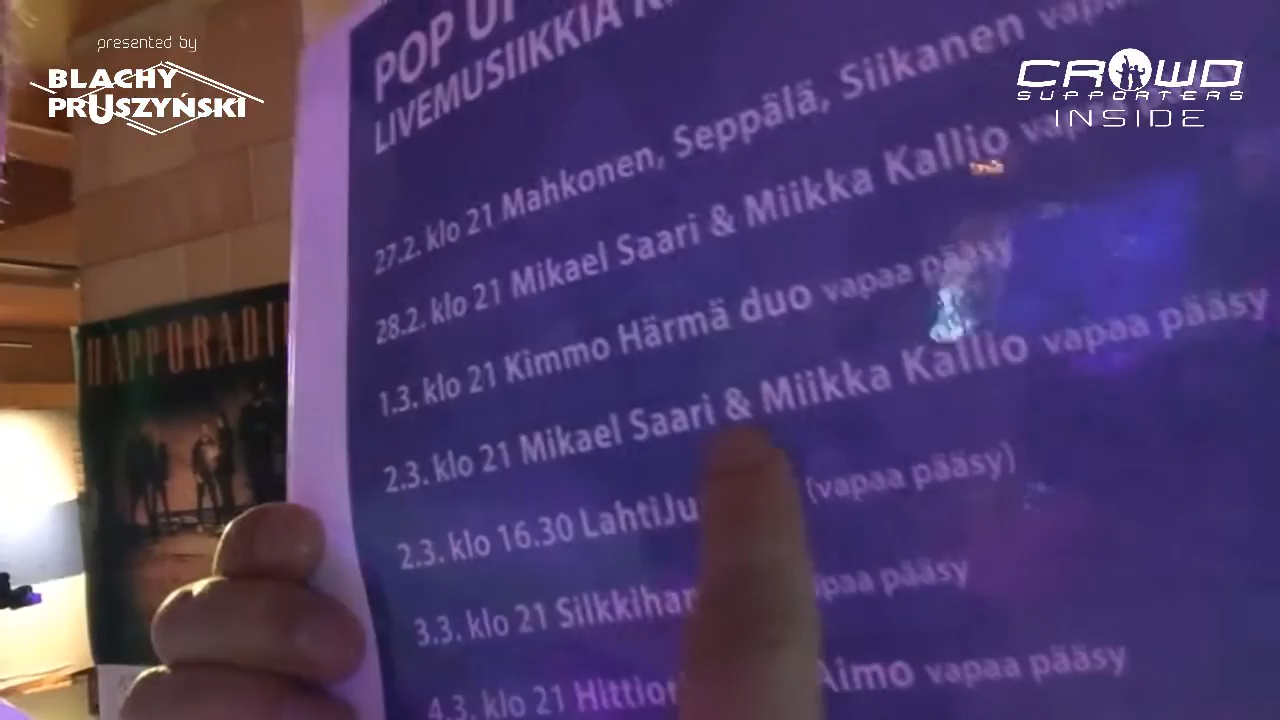 presented by
BLACHY
PRUSZYŃSKI
CROWD
SUPPORTERS
INSIDE
POP UP
LIVEMUSIIKKIA
27.2. klo 21 Mahkonen, Seppälä, Siikanen vapaa
28.2. klo 21 Mikael Saari & Miikka Kallio
1.3. klo 21 Kimmo Härmä duo vapaa pääsy
2.3. klo 21 Mikael Saari & Miikka Kallio vapaa pääsy
2.3. klo 16.30 (vapaa pääsy)
3.3. klo 21 pääsy
4.3. klo 21 Aimo vapaa pääsy
HAPPORADIO